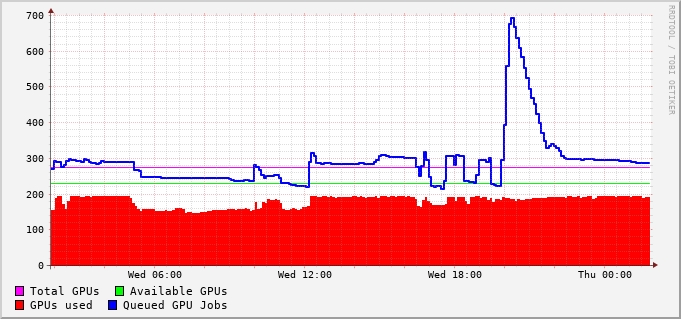 700
600
500
400
300
200
100
0
Wed 06:00 Wed 12:00 Wed 18:00 Thu 00:00
Total GPUs Available GPUs
GPUs used Queued GPU Jobs
RRDTOOL / TOBI OETIKER